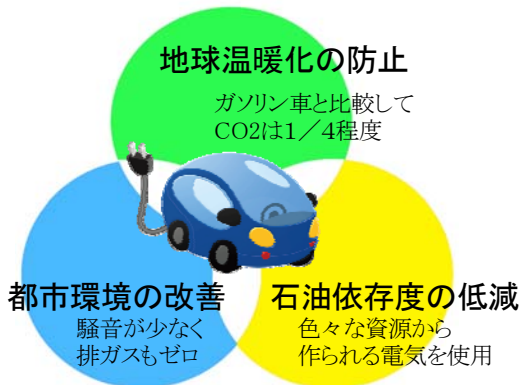 地球温暖化の防止
ガソリン車と比較して
CO2は1／4程度
都市環境の改善
騒音が少なく
排ガスもゼロ
石油依存度の低減
色々な資源から
作られる電気を使用